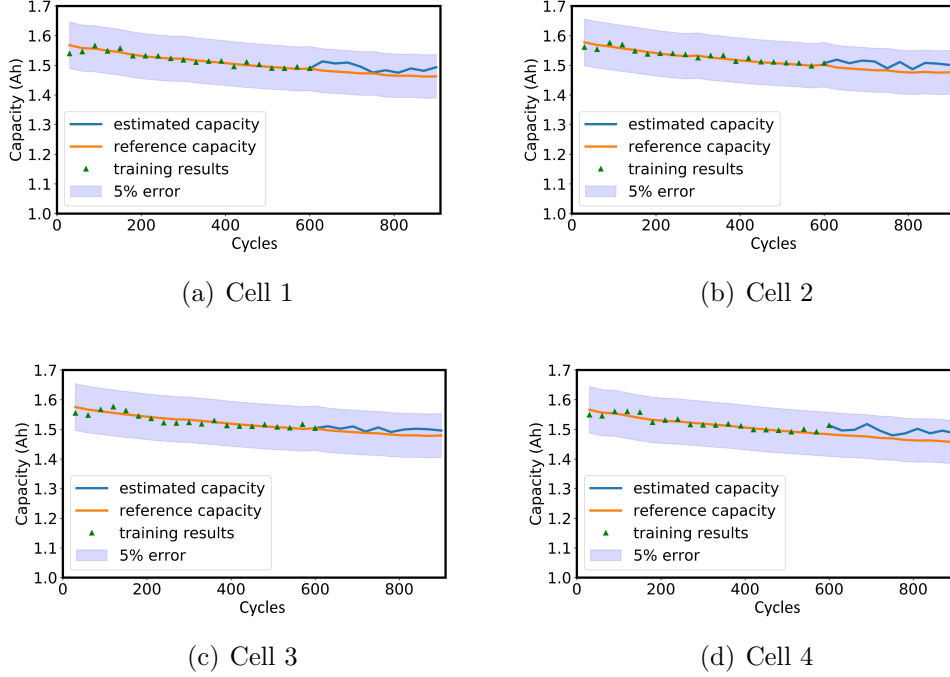 1.7
1.6
1.5
1.4
1.3
1.2
1.1
1.0
Capacity (Ah)
estimated capacity
reference capacity
training results
5% error
0 200 400 600 800
Cycles
(a) Cell 1
1.7
1.6
1.5
1.4
1.3
1.2
1.1
1.0
Capacity (Ah)
estimated capacity
reference capacity
training results
5% error
0 200 400 600 800
Cycles
(b) Cell 2
1.7
1.6
1.5
1.4
1.3
1.2
1.1
1.0
Capacity (Ah)
estimated capacity
reference capacity
training results
5% error
0 200 400 600 800
Cycles
(c) Cell 3
1.7
1.6
1.5
1.4
1.3
1.2
1.1
1.0
Capacity (Ah)
estimated capacity
reference capacity
training results
5% error
0 200 400 600 800
Cycles
(d) Cell 4